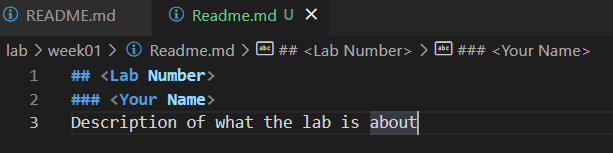 README.md Readme.md U
lab > week01 > Readme.md > ## <Lab Number> > ### <Your Name>
1 ## <Lab Number>
2 ### <Your Name>
3 Description of what the lab is about